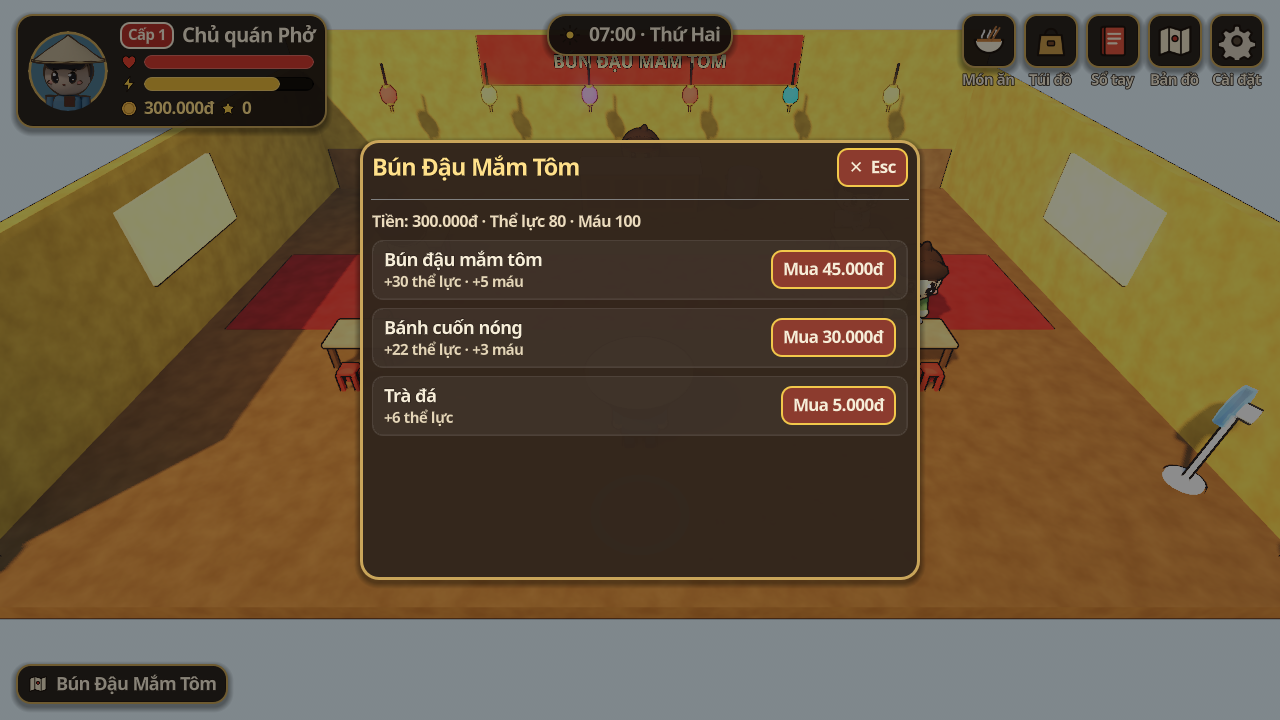 Cấp 1 Chủ quán Phở
300.000đ 0
07:00 · Thứ Hai
BÚN ĐẬU MẮM TÔM
Món ăn Túi đồ Sổ tay Bản đồ Cài đặt
Bún Đậu Mắm Tôm
× Esc
Tiền: 300.000đ · Thể lực 80 · Máu 100
Bún đậu mắm tôm
+30 thể lực · +5 máu
Mua 45.000đ
Bánh cuốn nóng
+22 thể lực · +3 máu
Mua 30.000đ
Trà đá
+6 thể lực
Mua 5.000đ
Bún Đậu Mắm Tôm